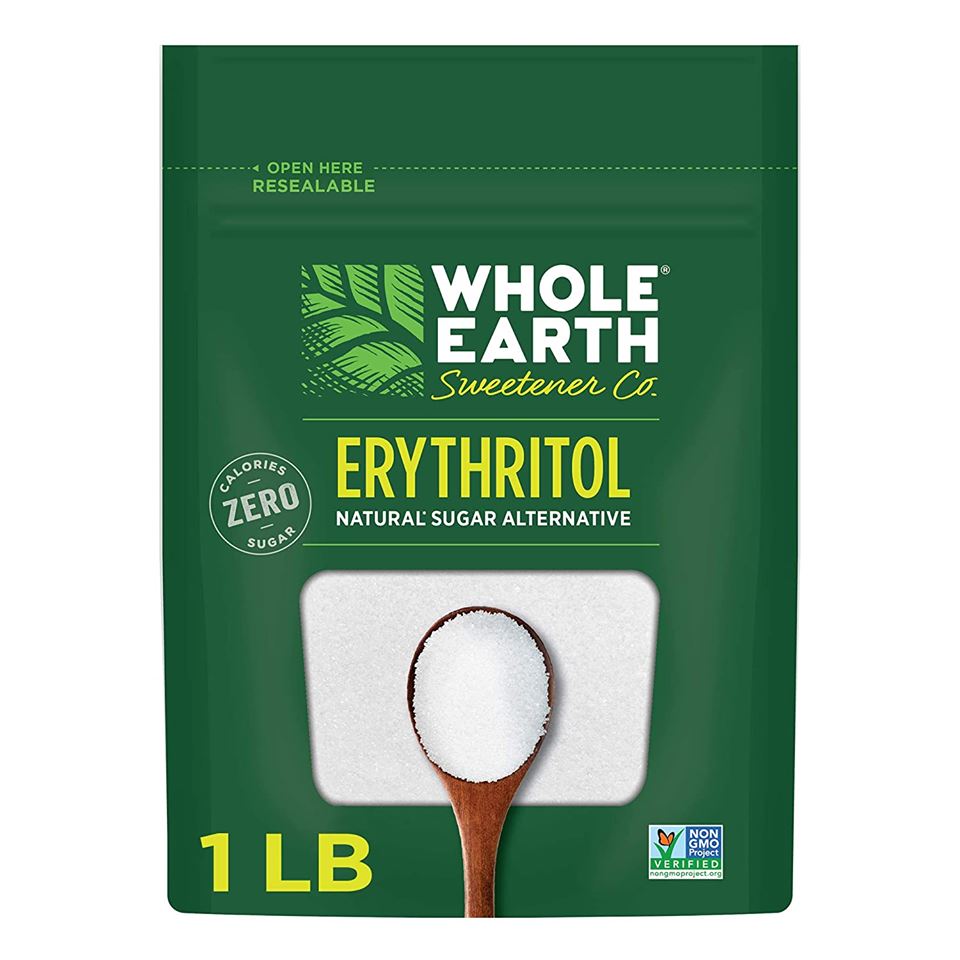 OPEN HERE
RESEALABLE
WHOLE®
EARTH
Sweetener Co.™
ERYTHRITOL
NATURAL* SUGAR ALTERNATIVE
CALORIES
ZERO
SUGAR
1 LB
NON
GMO
Project
VERIFIED
nongmoproject.org